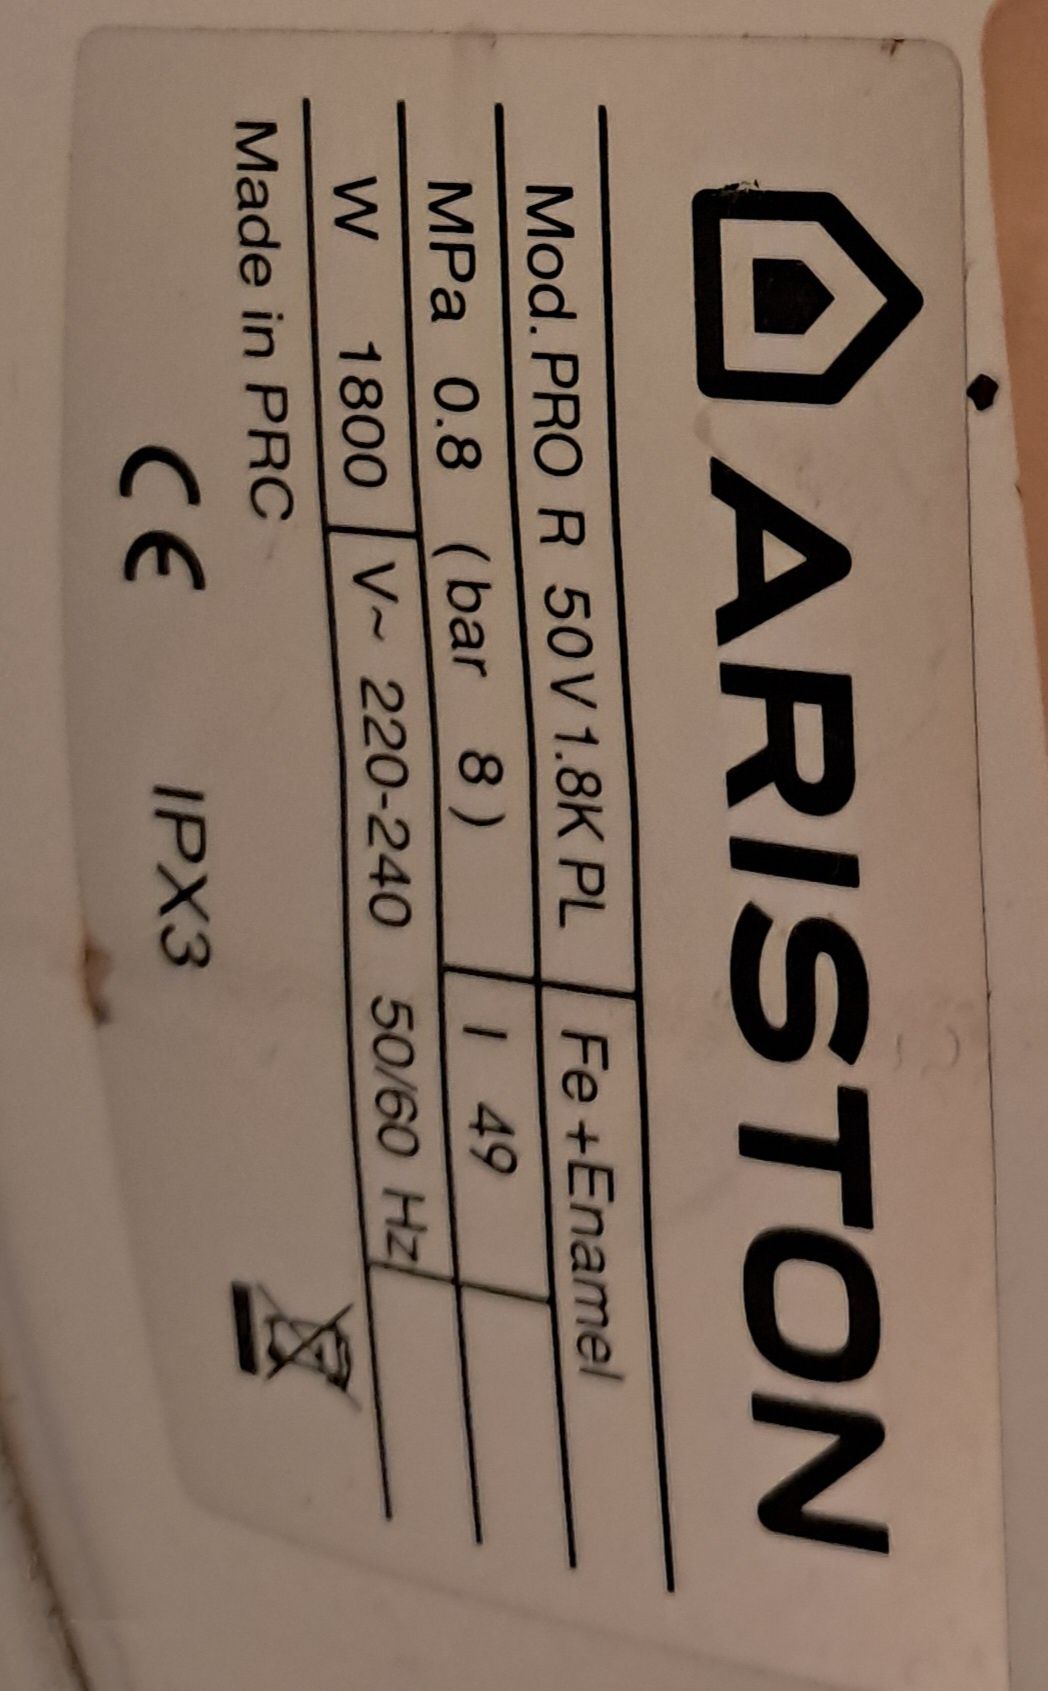 ARISTON
Mod. PRO R 50V 1.8K PL Fe+Enamel
MPa 0.8 (bar 8) l 49
W 1800 V~ 220-240 50/60 Hz
Made in PRC
CE IPX3